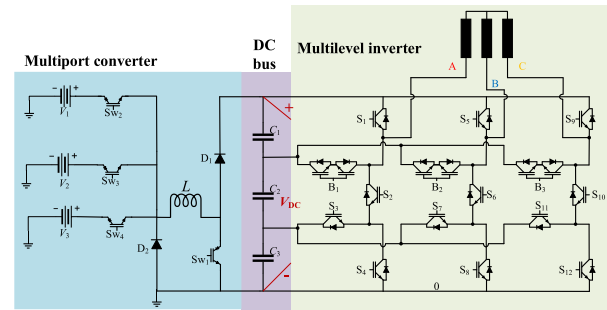 Multiport converter
DC bus
Multilevel inverter
A
B
C
V1
Sw2
V2
Sw3
V3
Sw4
L
D1
D2
Sw1
C1
C2
C3
+
VDC
-
S1
S5
S9
B1
B2
B3
S2
S6
S10
S3
S7
S11
S4
S8
S12
0
- +
- +
- +